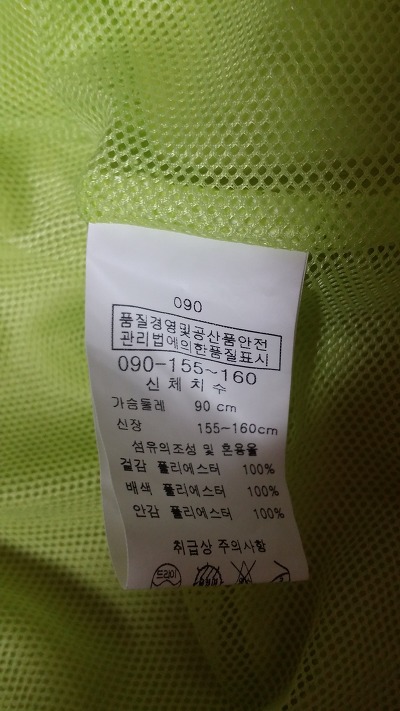 090
품질경영및공산품안전
관리법에의한품질표시
090-155~160
신체치수
가슴둘레 90 cm
신장 155~160cm
섬유의조성 및 혼용율
겉감 폴리에스터 100%
배색 폴리에스터 100%
안감 폴리에스터 100%
취급상 주의사항
드라이